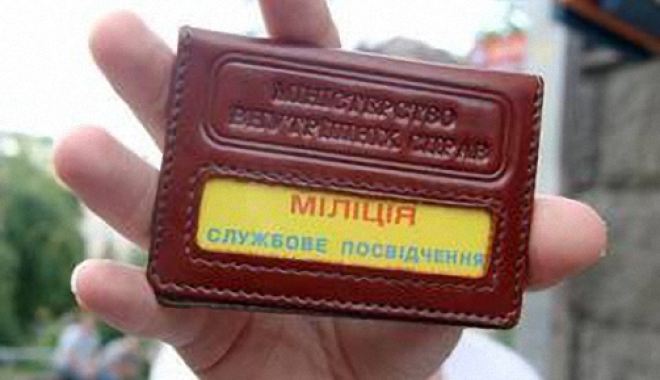 МІНІСТЕРСТВО
ВНУТРІШНІХ СПРАВ
МІЛІЦІЯ
СЛУЖБОВЕ ПОСВІДЧЕННЯ